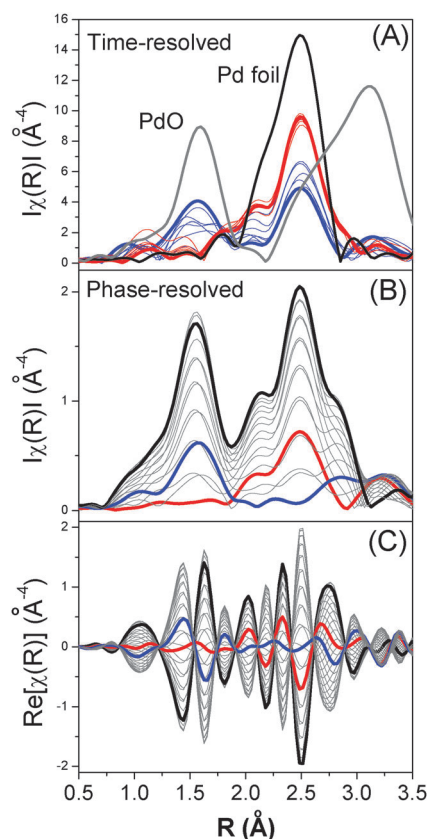 16
14
12
10
8
6
4
2
0
Time-resolved
(A)
Pd foil
PdO
|χ(R)| (Å⁻⁴)
2
1
0
Phase-resolved
(B)
|χ(R)| (Å⁻⁴)
2
1
0
-1
-2
(C)
Re[χ(R)] (Å⁻⁴)
0.5 1.0 1.5 2.0 2.5 3.0 3.5
R (Å)